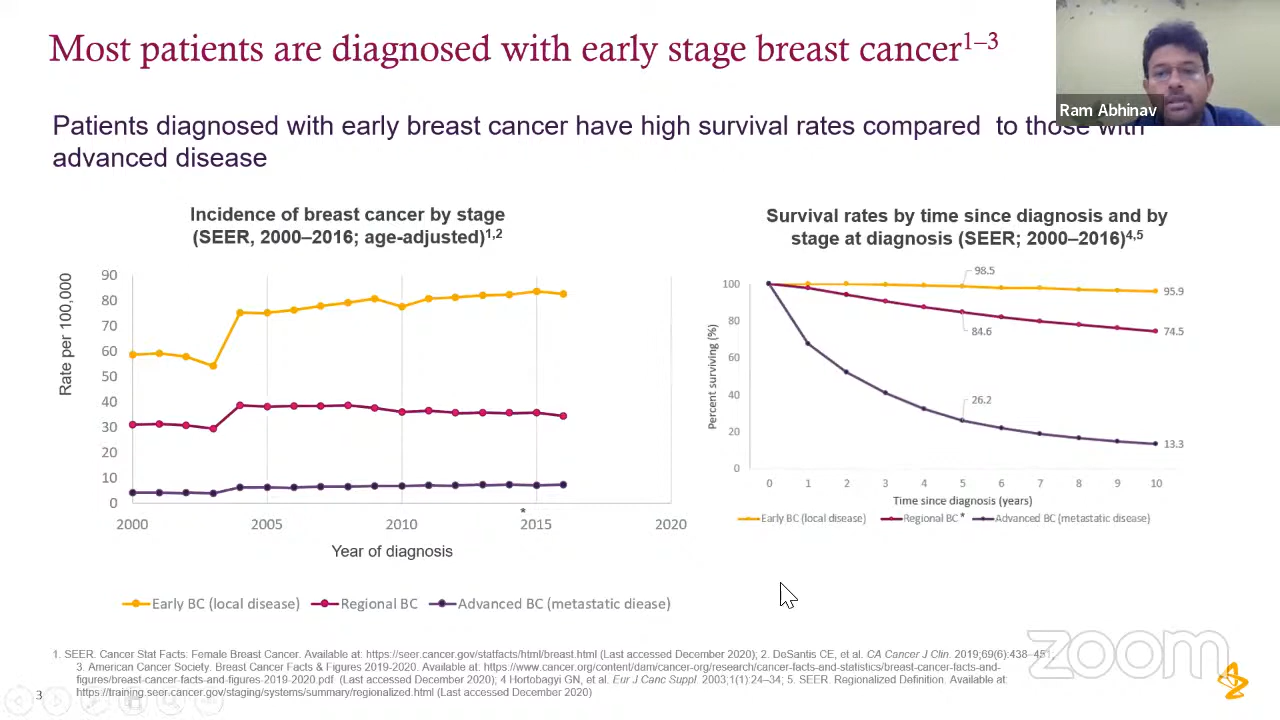 Most patients are diagnosed with early stage breast cancer1–3
Ram Abhinav
Patients diagnosed with early breast cancer have high survival rates compared to those with
advanced disease
Incidence of breast cancer by stage
(SEER, 2000–2016; age-adjusted)1,2
Rate per 100,000
90
80
70
60
50
40
30
20
10
0
2000
2005
2010
*
2015
2020
Year of diagnosis
Early BC (local disease)
Regional BC
Advanced BC (metastatic diease)
Survival rates by time since diagnosis and by
stage at diagnosis (SEER; 2000–2016)4,5
Percent surviving (%)
100
80
60
40
20
0
98.5
95.9
84.6
74.5
26.2
13.3
0 1 2 3 4 5 6 7 8 9 10
Time since diagnosis (years)
Early BC (local disease)
Regional BC *
Advanced BC (metastatic disease)
1. SEER. Cancer Stat Facts: Female Breast Cancer. Available at: https://seer.cancer.gov/statfacts/html/breast.html (Last accessed December 2020); 2. DeSantis CE, et al. CA Cancer J Clin. 2019;69(6):438–451;
3. American Cancer Society. Breast Cancer Facts & Figures 2019-2020. Available at: https://www.cancer.org/content/dam/cancer-org/research/cancer-facts-and-statistics/breast-cancer-facts-and-
figures/breast-cancer-facts-and-figures-2019-2020.pdf (Last accessed December 2020); 4 GN, et al. Eur J Canc Suppl. 2003;1(1):24–34; 5. SEER. Regionalized Definition. Available at:
https://training.seer.cancer.gov/staging/systems/summary/regionalized.html (Last accessed December 2020)
3
zoom